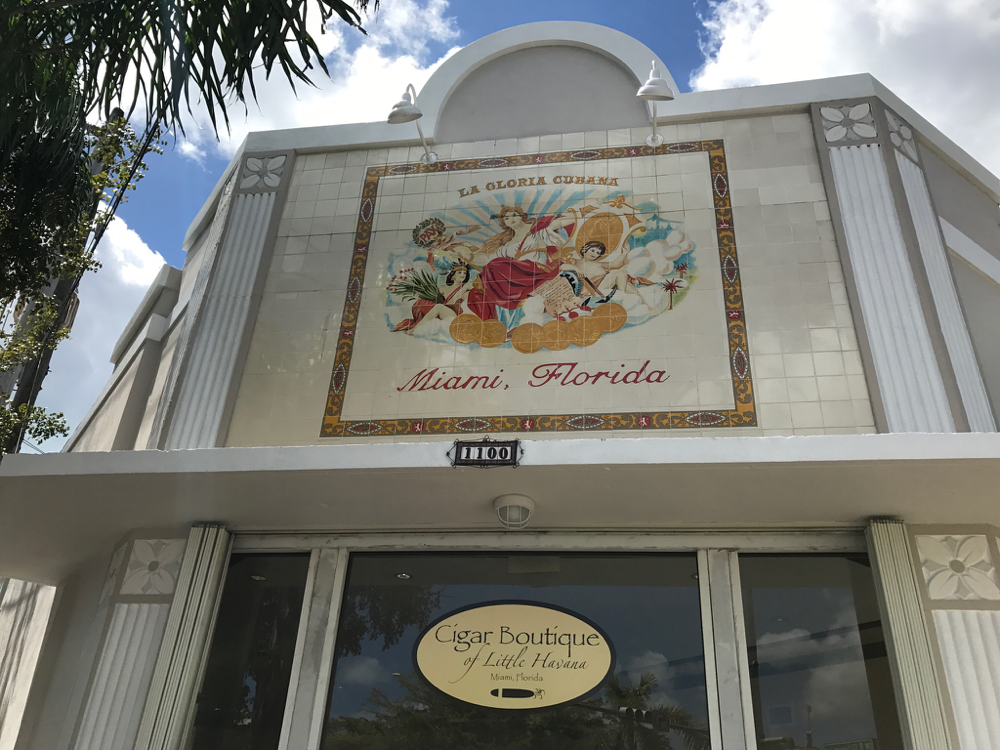 LA GLORIA CUBANA
Miami, Florida
1100
Cigar Boutique
of Little Havana
Miami, Florida